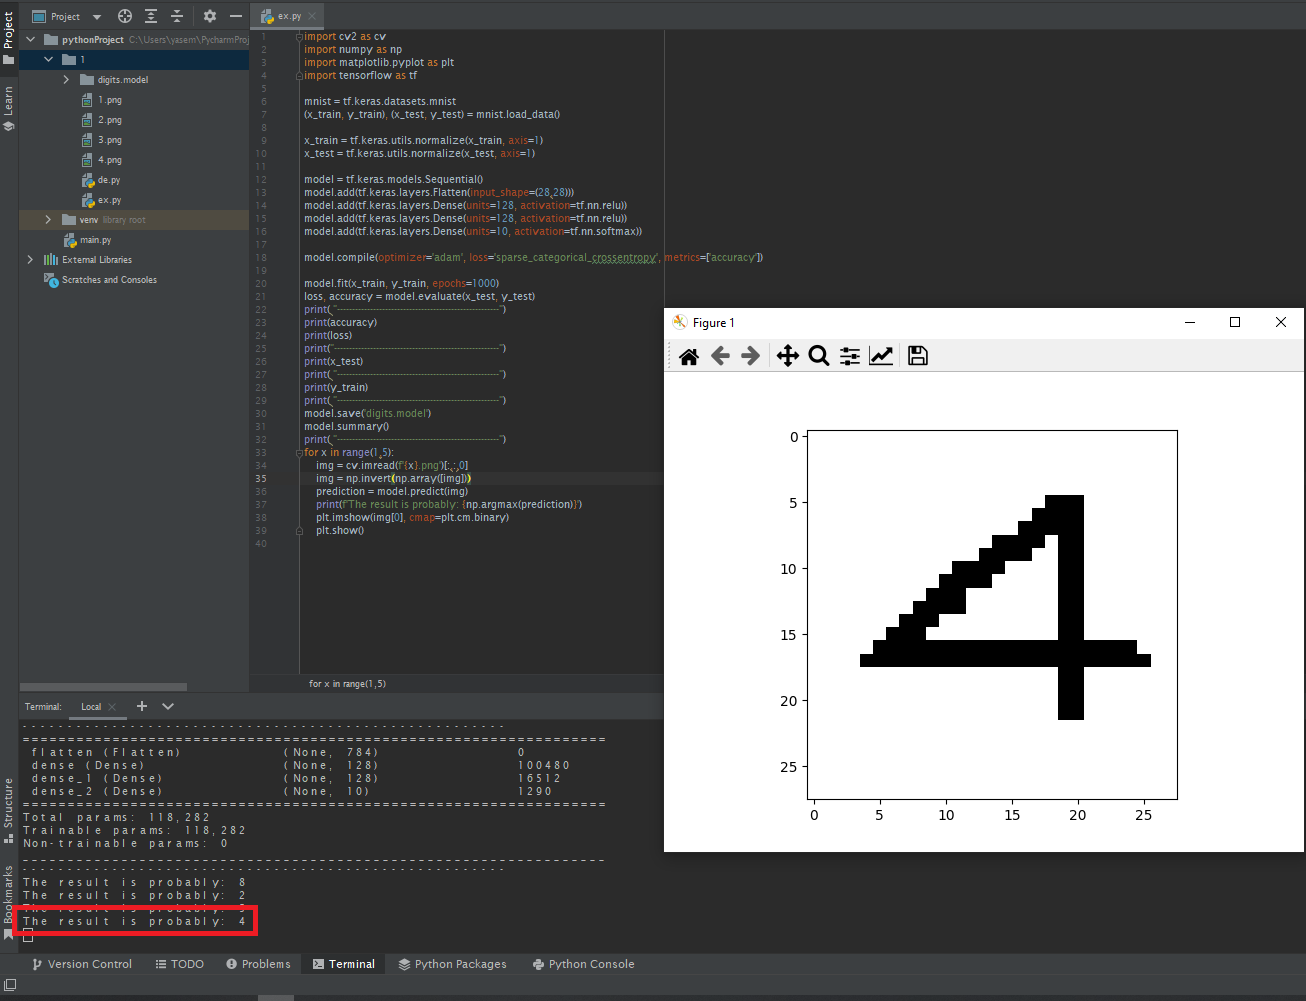 Project
ex.py
Project
Learn
Structure
Bookmarks
pythonProject C:\Users\yasem\PycharmProj
1
digits.model
1.png
2.png
3.png
4.png
de.py
ex.py
venv library root
main.py
External Libraries
Scratches and Consoles
1 import cv2 as cv
2 import numpy as np
3 import matplotlib.pyplot as plt
4 import tensorflow as tf
5
6 mnist = tf.keras.datasets.mnist
7 (x_train, y_train), (x_test, y_test) = mnist.load_data()
8
9 x_train = tf.keras.utils.normalize(x_train, axis=1)
10 x_test = tf.keras.utils.normalize(x_test, axis=1)
11
12 model = tf.keras.models.Sequential()
13 model.add(tf.keras.layers.Flatten(input_shape=(28,28)))
14 model.add(tf.keras.layers.Dense(units=128, activation=tf.nn.relu))
15 model.add(tf.keras.layers.Dense(units=128, activation=tf.nn.relu))
16 model.add(tf.keras.layers.Dense(units=10, activation=tf.nn.softmax))
17
18 model.compile(optimizer='adam', loss='sparse_categorical_crossentropy', metrics=['accuracy'])
19
20 model.fit(x_train, y_train, epochs=1000)
21 loss, accuracy = model.evaluate(x_test, y_test)
22 print( "-------------------------------------------------------")
23 print(accuracy)
24 print(loss)
25 print("-------------------------------------------------------")
26 print(x_test)
27 print( "-------------------------------------------------------")
28 print(y_train)
29 print( "-------------------------------------------------------")
30 model.save('digits.model')
31 model.summary()
32 print( "-------------------------------------------------------")
33 for x in range(1,5):
34 img = cv.imread(f'{x}.png')[:,:,0]
35 img = np.invert(np.array([img]))
36 prediction = model.predict(img)
37 print(f'The result is probably: {np.argmax(prediction)}')
38 plt.imshow(img[0], cmap=plt.cm.binary)
39 plt.show()
40
for x in range(1,5)
Figure 1
0
5
10
15
20
25
0 5 10 15 20 25
Terminal: Local
-------------------------------------------------------
=================================================================
flatten (Flatten) (None, 784) 0
dense (Dense) (None, 128) 100480
dense_1 (Dense) (None, 128) 16512
dense_2 (Dense) (None, 10) 1290
=================================================================
Total params: 118,282
Trainable params: 118,282
Non-trainable params: 0
_________________________________________________________________
-------------------------------------------------------
The result is probably: 8
The result is probably: 2
The result is probably:
The result is probably: 4
Version Control TODO Problems Terminal Python Packages Python Console